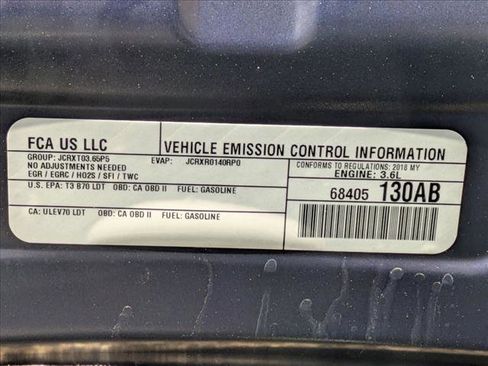 FCA US LLC
VEHICLE EMISSION CONTROL INFORMATION
GROUP: JCRXT03.65P5 EVAP: JCRXR0140RP0
NO ADJUSTMENTS NEEDED
EGR / EGRC / HO2S / SFI / TWC
U.S. EPA: T3 B70 LDT OBD: CA OBD II FUEL: GASOLINE
CA: ULEV70 LDT OBD: CA OBD II FUEL: GASOLINE
CONFORMS TO REGULATIONS: 2018 MY
ENGINE: 3.6L
68405 130AB